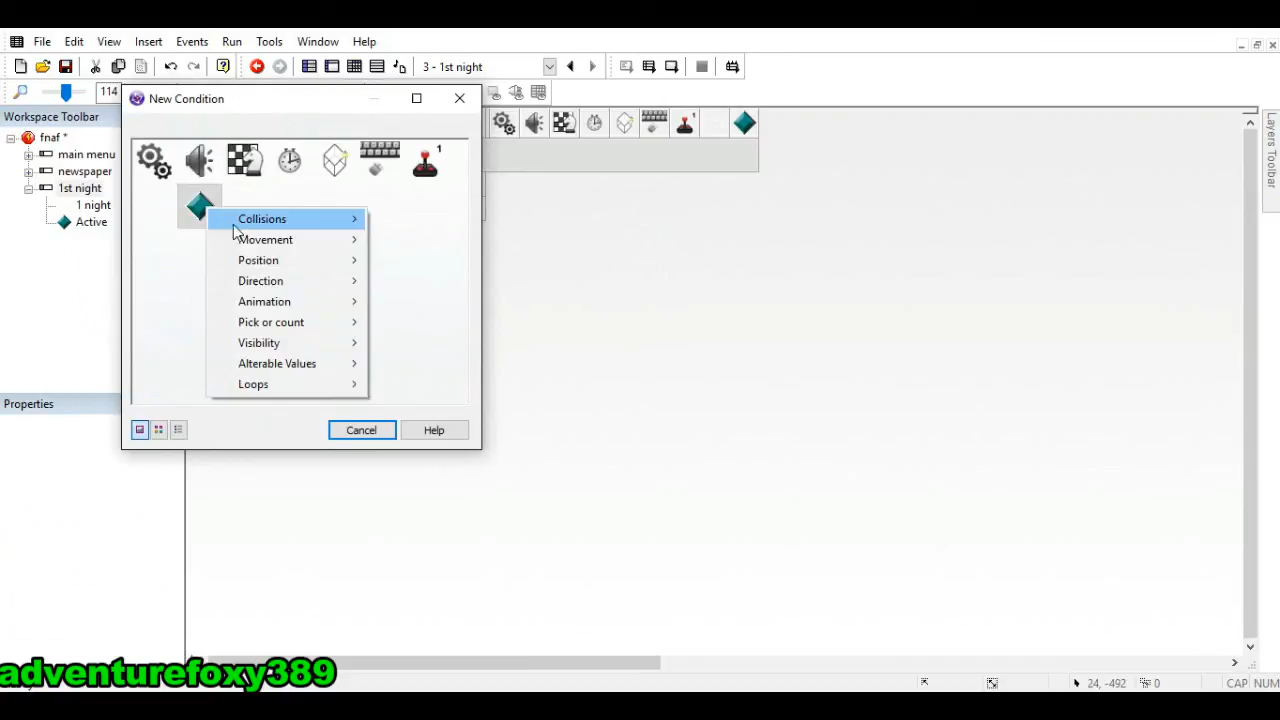 File Edit View Insert Events Run Tools Window Help
3 - 1st night
114
New Condition
Workspace Toolbar
fnaf *
main menu
newspaper
1st night
1 night
Active
1
1
Collisions
Movement
Position
Direction
Animation
Pick or count
Visibility
Alterable Values
Loops
Properties
Cancel Help
Layers Toolbar
adventurefoxy389
24, -492 0 CAP NUM